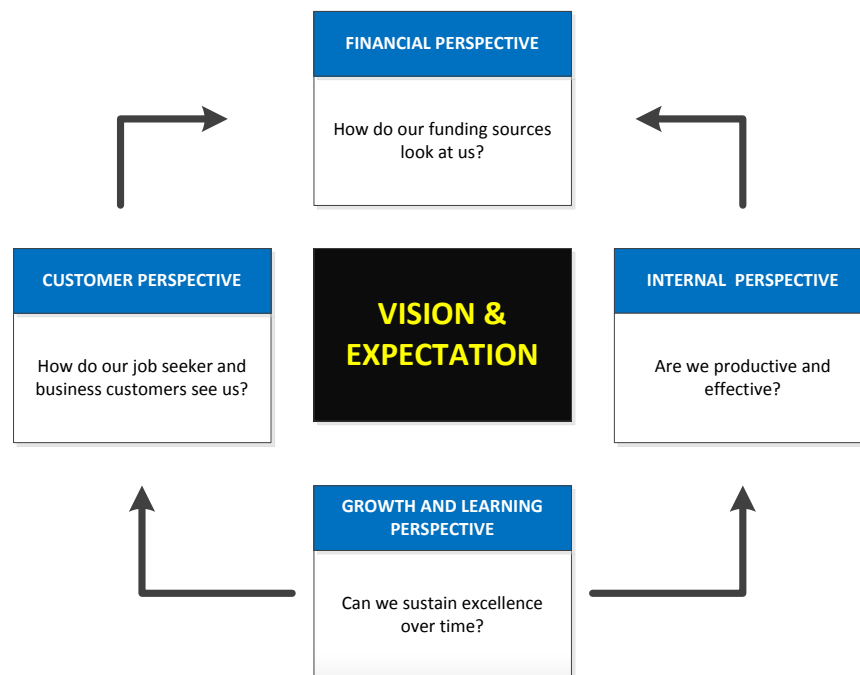 FINANCIAL PERSPECTIVE
How do our funding sources
look at us?
CUSTOMER PERSPECTIVE
How do our job seeker and
business customers see us?
VISION &
EXPECTATION
INTERNAL  PERSPECTIVE
Are we productive and
effective?
GROWTH AND LEARNING
PERSPECTIVE
Can we sustain excellence
over time?